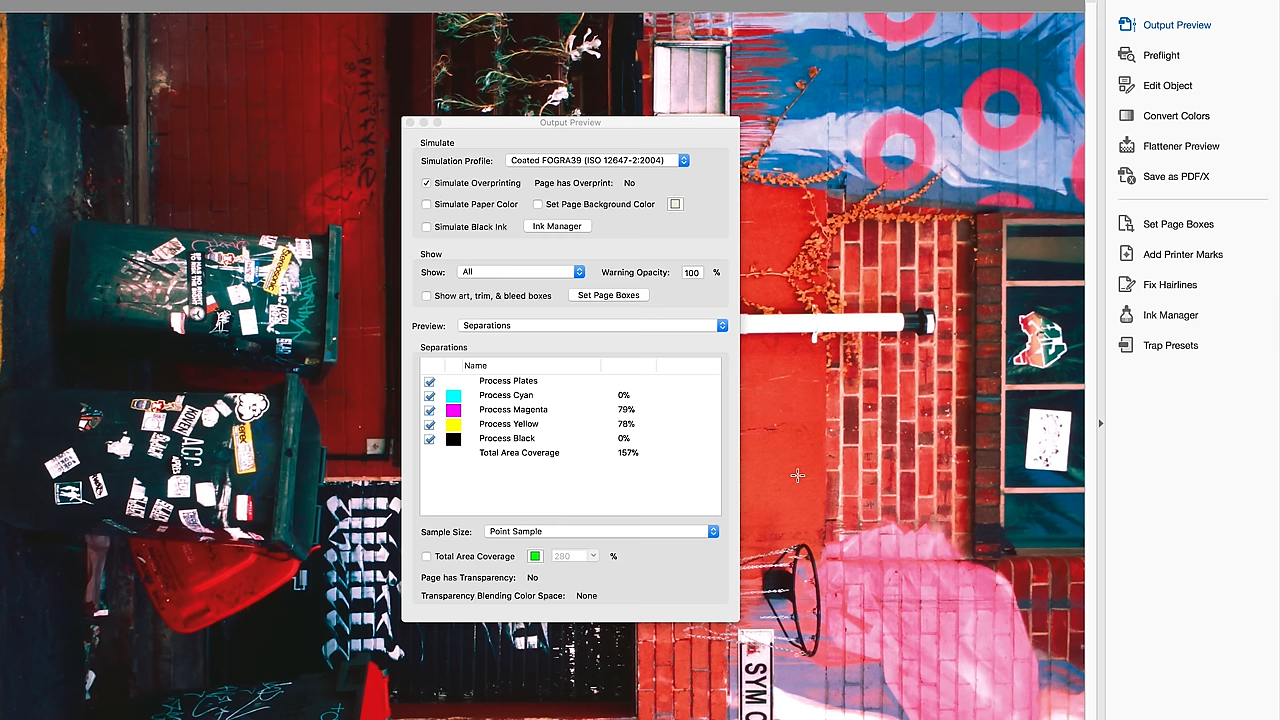 Output Preview
Simulate
Simulation Profile: Coated FOGRA39 (ISO 12647-2:2004)
Simulate Overprinting Page has Overprint: No
Simulate Paper Color Set Page Background Color
Simulate Black Ink Ink Manager
Show
Show: All Warning Opacity: 100 %
Show art, trim, & bleed boxes Set Page Boxes
Preview: Separations
Separations
Name
Process Plates
Process Cyan 0%
Process Magenta 79%
Process Yellow 78%
Process Black 0%
Total Area Coverage 157%
Sample Size: Point Sample
Total Area Coverage 280 %
Page has Transparency: No
Transparency Blending Color Space: None
Output Preview
Preflight
Edit Object
Convert Colors
Flattener Preview
Save as PDF/X
Set Page Boxes
Add Printer Marks
Fix Hairlines
Ink Manager
Trap Presets
SYM